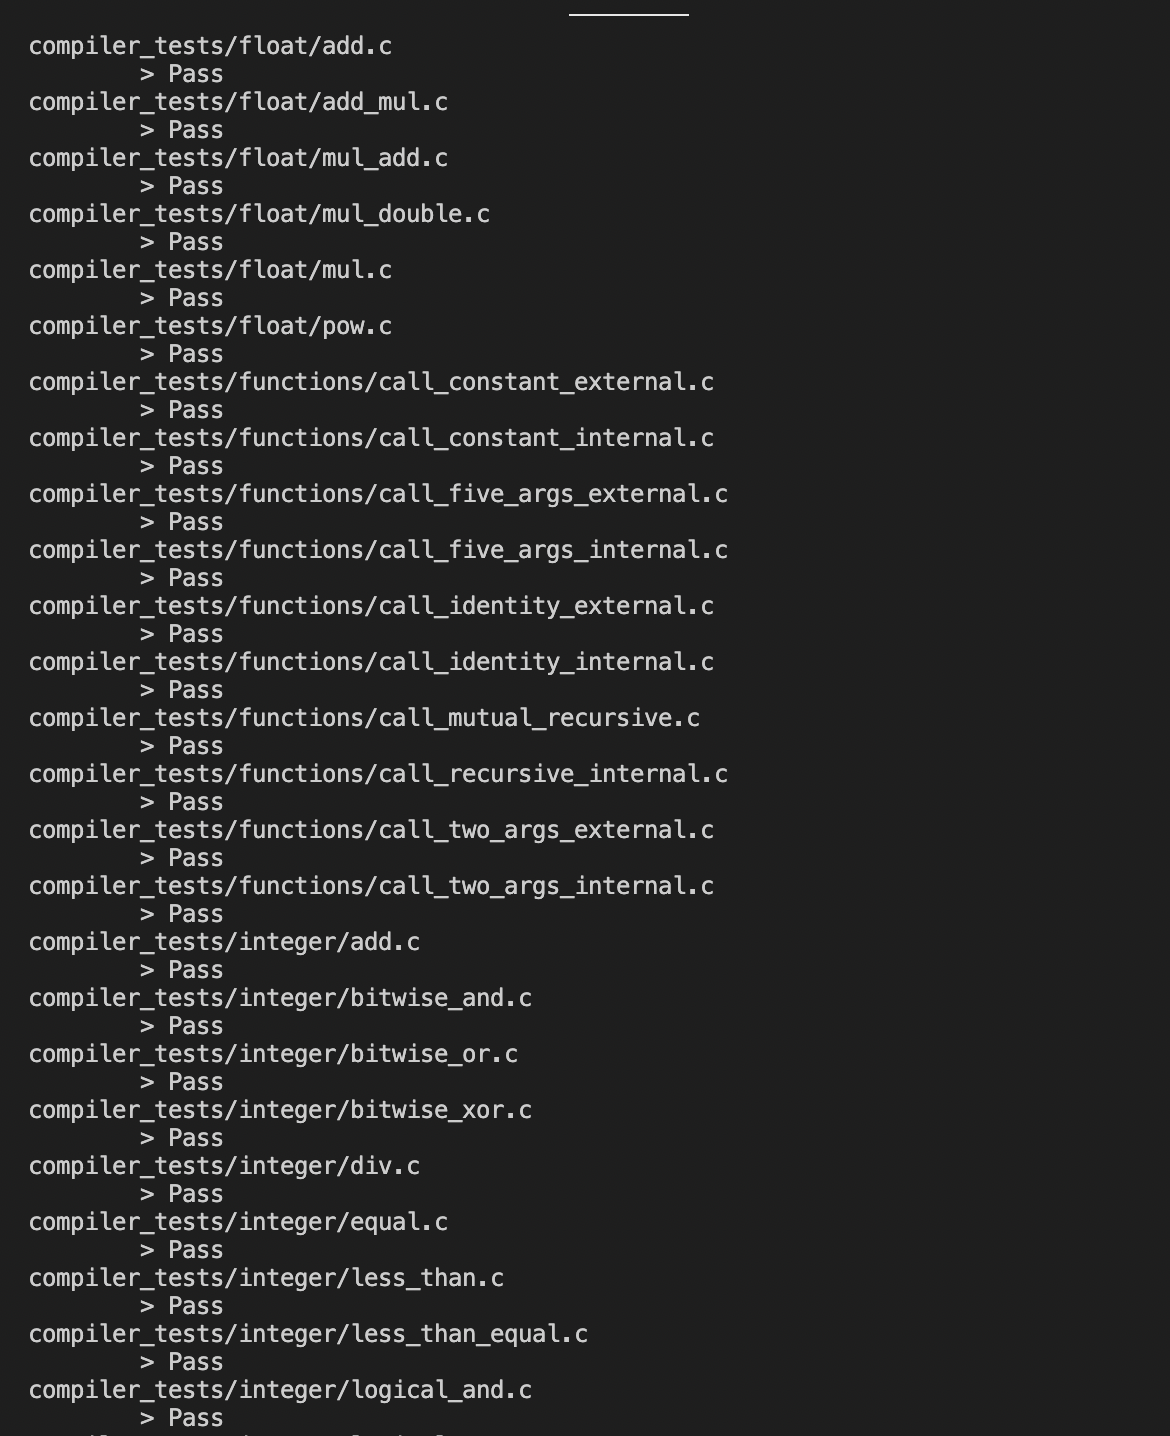 compiler_tests/float/add.c
> Pass
compiler_tests/float/add_mul.c
> Pass
compiler_tests/float/mul_add.c
> Pass
compiler_tests/float/mul_double.c
> Pass
compiler_tests/float/mul.c
> Pass
compiler_tests/float/pow.c
> Pass
compiler_tests/functions/call_constant_external.c
> Pass
compiler_tests/functions/call_constant_internal.c
> Pass
compiler_tests/functions/call_five_args_external.c
> Pass
compiler_tests/functions/call_five_args_internal.c
> Pass
compiler_tests/functions/call_identity_external.c
> Pass
compiler_tests/functions/call_identity_internal.c
> Pass
compiler_tests/functions/call_mutual_recursive.c
> Pass
compiler_tests/functions/call_recursive_internal.c
> Pass
compiler_tests/functions/call_two_args_external.c
> Pass
compiler_tests/functions/call_two_args_internal.c
> Pass
compiler_tests/integer/add.c
> Pass
compiler_tests/integer/bitwise_and.c
> Pass
compiler_tests/integer/bitwise_or.c
> Pass
compiler_tests/integer/bitwise_xor.c
> Pass
compiler_tests/integer/div.c
> Pass
compiler_tests/integer/equal.c
> Pass
compiler_tests/integer/less_than.c
> Pass
compiler_tests/integer/less_than_equal.c
> Pass
compiler_tests/integer/logical_and.c
> Pass